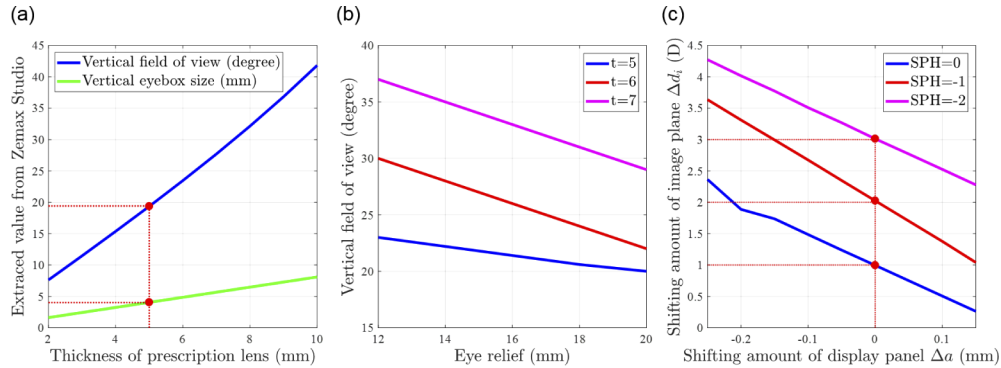 (a)
Extraced value from Zemax Studio
45
40
35
30
25
20
15
10
5
0
Vertical field of view (degree)
Vertical eyebox size (mm)
2
4
6
8
10
Thickness of prescription lens (mm)
(b)
Vertical field of view (degree)
40
35
30
25
20
15
t=5
t=6
t=7
12
14
16
18
20
Eye relief (mm)
(c)
Shifting amount of image plane Δdᵢ (D)
4.5
4
3.5
3
2.5
2
1.5
1
0.5
0
SPH=0
SPH=-1
SPH=-2
-0.2
-0.1
0
0.1
Shifting amount of display panel Δa (mm)